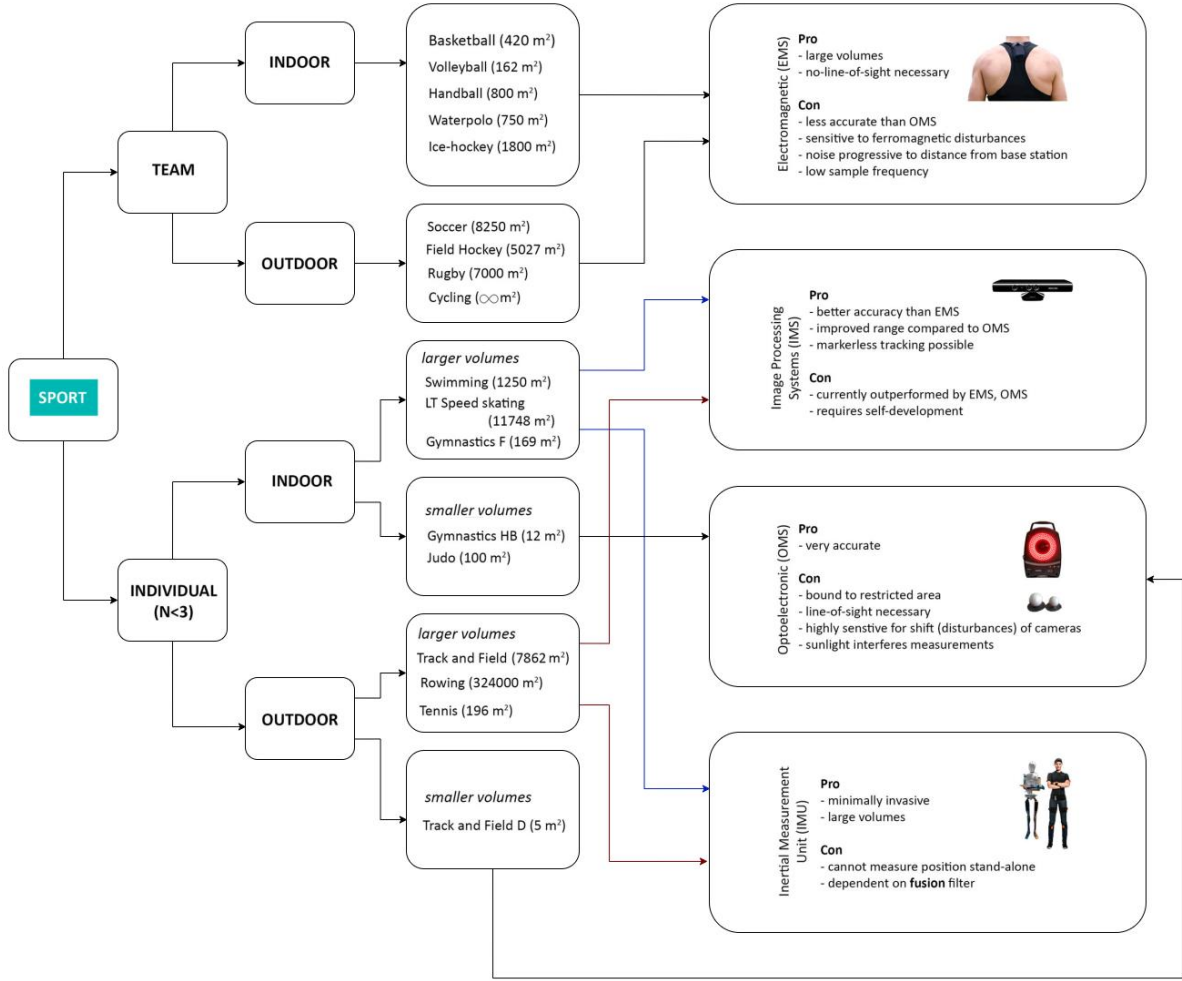 SPORT
TEAM
INDIVIDUAL
(N<3)
INDOOR
OUTDOOR
INDOOR
OUTDOOR
Basketball (420 m²)
Volleyball (162 m²)
Handball (800 m²)
Waterpolo (750 m²)
Ice-hockey (1800 m²)
Soccer (8250 m²)
Field Hockey (5027 m²)
Rugby (7000 m²)
Cycling (∞m²)
larger volumes
Swimming (1250 m²)
LT Speed skating
(11748 m²)
Gymnastics F (169 m²)
smaller volumes
Gymnastics HB (12 m²)
Judo (100 m²)
larger volumes
Track and Field (7862 m²)
Rowing (324000 m²)
Tennis (196 m²)
smaller volumes
Track and Field D (5 m²)
Electromagnetic (EMS)
Pro
- large volumes
- no-line-of-sight necessary
Con
- less accurate than OMS
- sensitive to ferromagnetic disturbances
- noise progressive to distance from base station
- low sample frequency
Image Processing
Systems (IMS)
Pro
- better accuracy than EMS
- improved range compared to OMS
- markerless tracking possible
Con
- currently outperformed by EMS, OMS
- requires self-development
Optoelectronic (OMS)
Pro
- very accurate
Con
- bound to restricted area
- line-of-sight necessary
- highly senstive for shift (disturbances) of cameras
- sunlight interferes measurements
Inertial Measurement
Unit (IMU)
Pro
- minimally invasive
- large volumes
Con
- cannot measure position stand-alone
- dependent on fusion filter